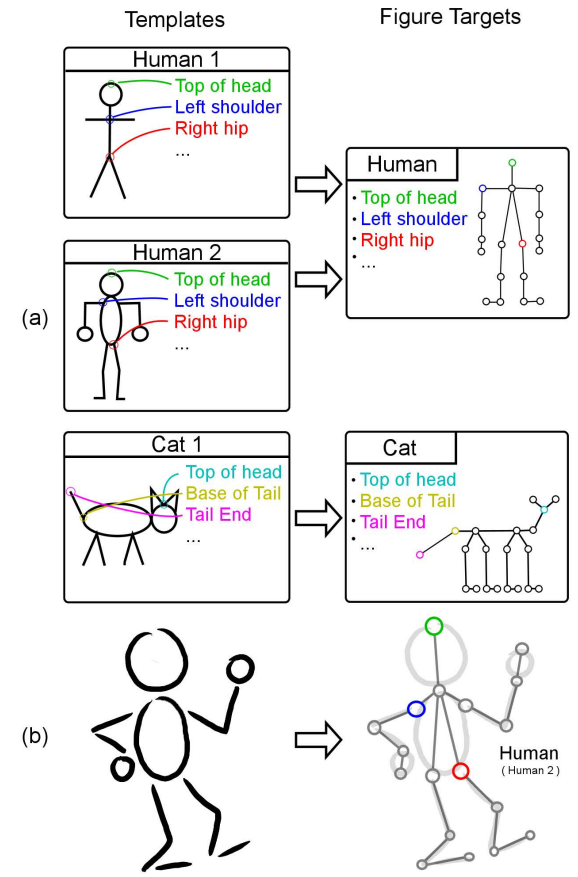 Templates
Figure Targets
Human 1
Top of head
Left shoulder
Right hip
...
Human
• Top of head
• Left shoulder
• Right hip
• ...
Human 2
Top of head
Left shoulder
Right hip
...
(a)
Cat 1
Top of head
Base of Tail
Tail End
...
Cat
• Top of head
• Base of Tail
• Tail End
• ...
(b)
Human
( Human 2 )